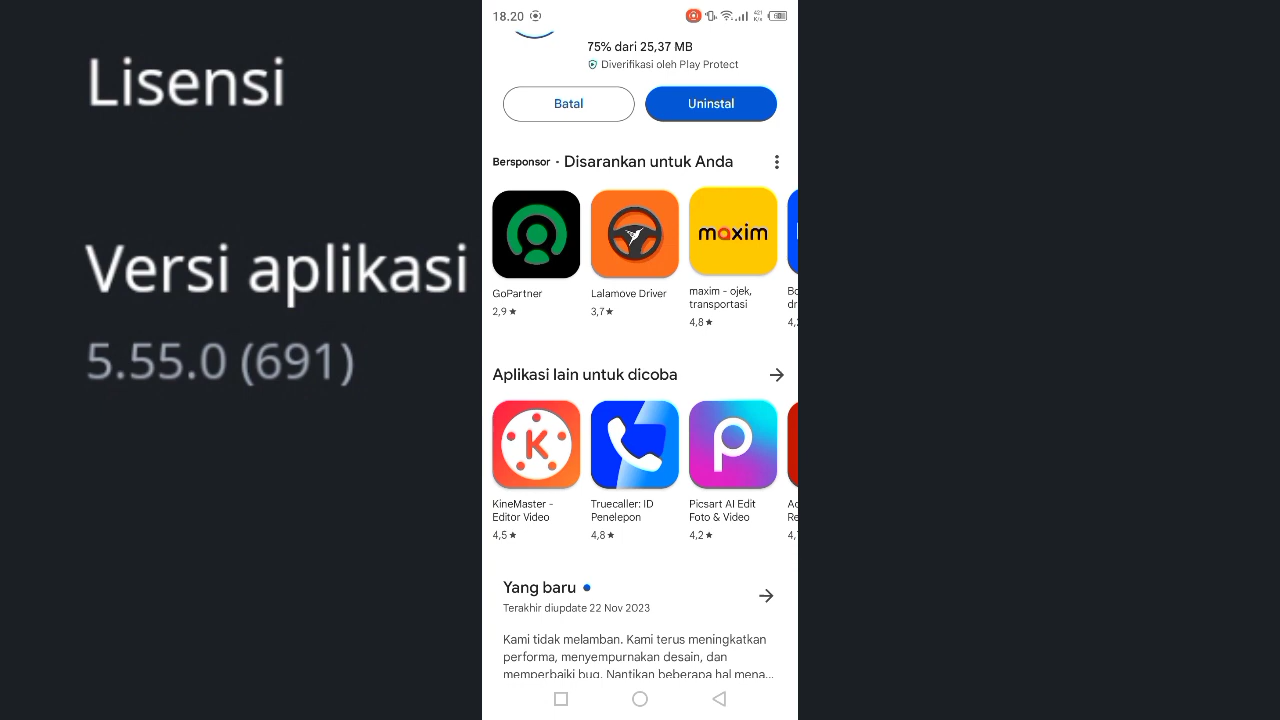 Lisensi
Versi aplikasi
5.55.0 (691)
18.20
75% dari 25,37 MB
Diverifikasi oleh Play Protect
Batal
Uninstal
Bersponsor · Disarankan untuk Anda
maxim
GoPartner
2,9★
Lalamove Driver
3,7★
maxim - ojek,
transportasi
4,8★
Aplikasi lain untuk dicoba
KineMaster -
Editor Video
4,5★
Truecaller: ID
Penelepon
4,8★
Picsart AI Edit
Foto & Video
4,2★
Yang baru
Terakhir diupdate 22 Nov 2023
Kami tidak melamban. Kami terus meningkatkan
performa, menyempurnakan desain, dan
memperbaiki bug. Nantikan beberapa hal mena...